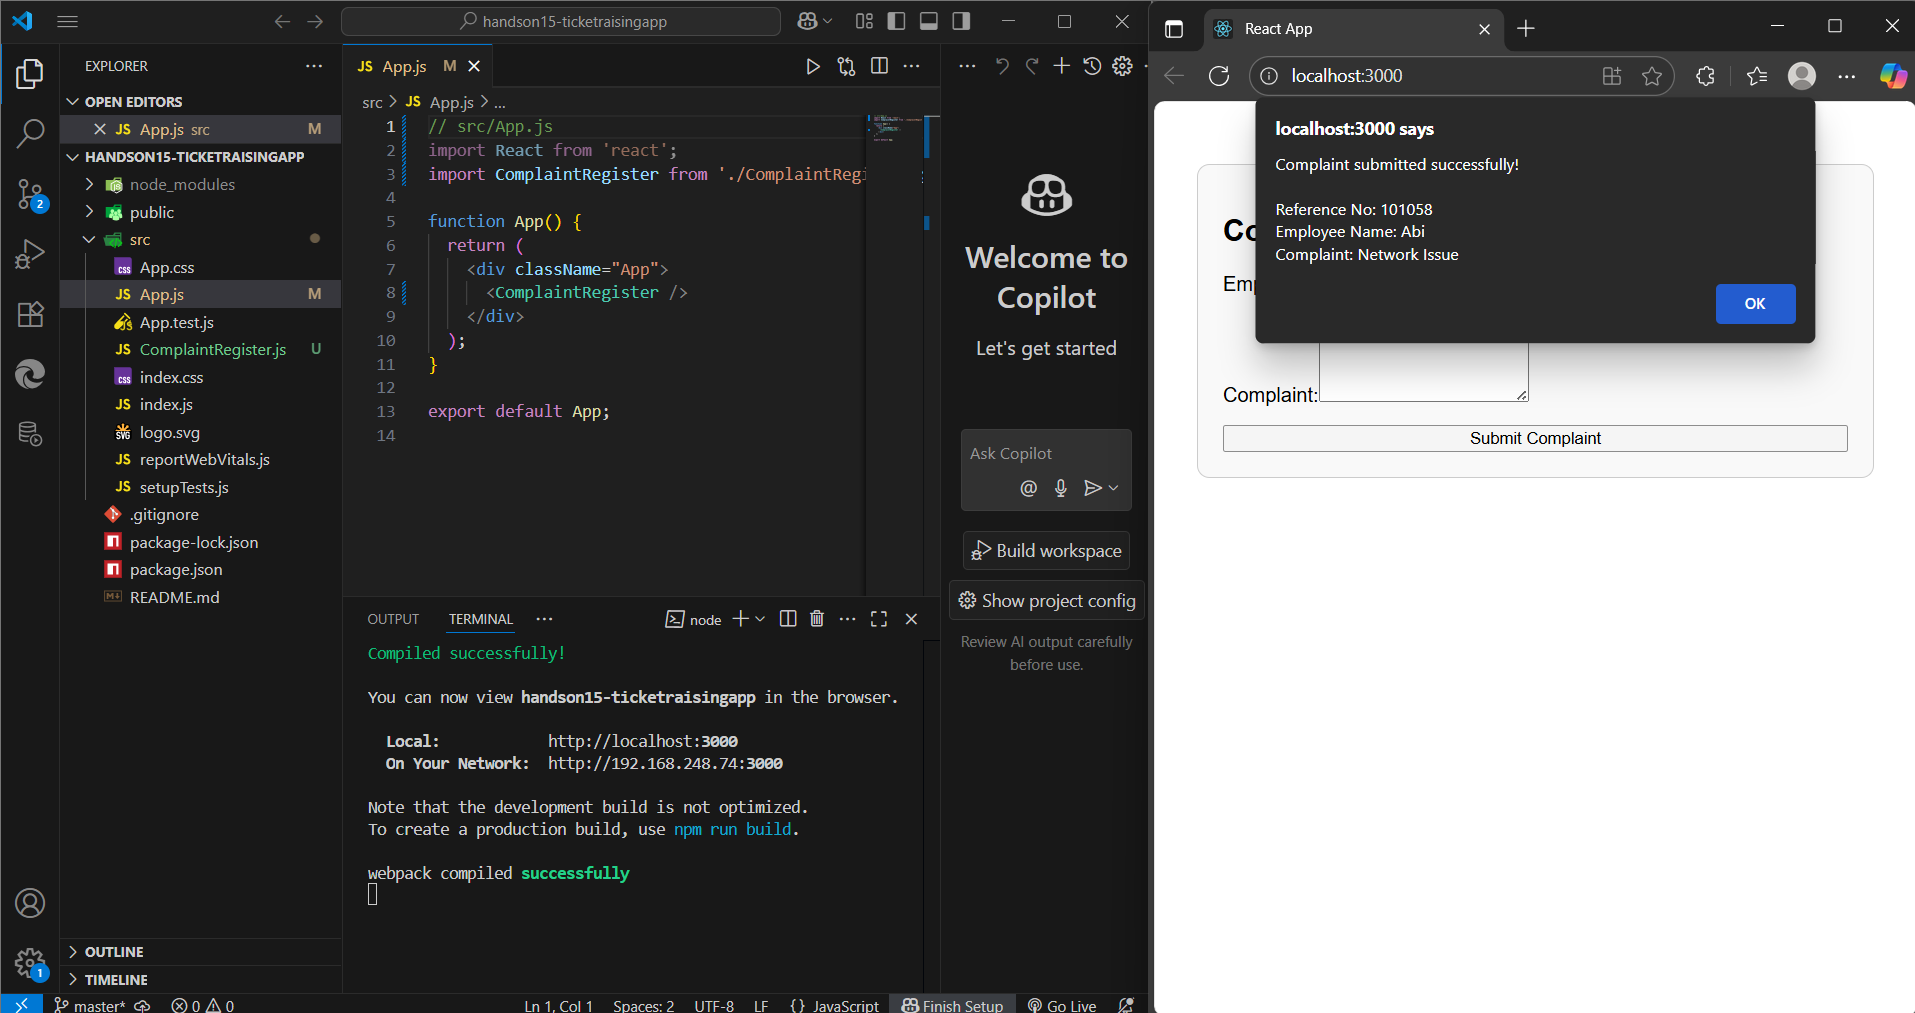 handson15-ticketraisingapp
EXPLORER
OPEN EDITORS
JS App.js src M
HANDSON15-TICKETRAISINGAPP
node_modules
public
src
App.css
JS App.js M
App.test.js
JS ComplaintRegister.js U
index.css
JS index.js
logo.svg
JS reportWebVitals.js
JS setupTests.js
.gitignore
package-lock.json
package.json
README.md
OUTLINE
TIMELINE
2
1
JS App.js M
src > JS App.js > ...
1 // src/App.js
2 import React from 'react';
3 import ComplaintRegister from './ComplaintReg
4
5 function App() {
6 return (
7 <div className="App">
8 <ComplaintRegister />
9 </div>
10 );
11 }
12
13 export default App;
14
OUTPUT TERMINAL
node
Compiled successfully!
You can now view handson15-ticketraisingapp in the browser.
Local: http://localhost:3000
On Your Network: http://192.168.248.74:3000
Note that the development build is not optimized.
To create a production build, use npm run build.
webpack compiled successfully
Welcome to
Copilot
Let's get started
Ask Copilot
Build workspace
Show project config
Review AI output carefully
before use.
master* 0 0 Ln 1, Col 1 Spaces: 2 UTF-8 LF {} JavaScript Finish Setup Go Live
React App
localhost:3000
localhost:3000 says
Complaint submitted successfully!
Reference No: 101058
Employee Name: Abi
Complaint: Network Issue
OK
Co
Emp
Complaint:
Submit Complaint